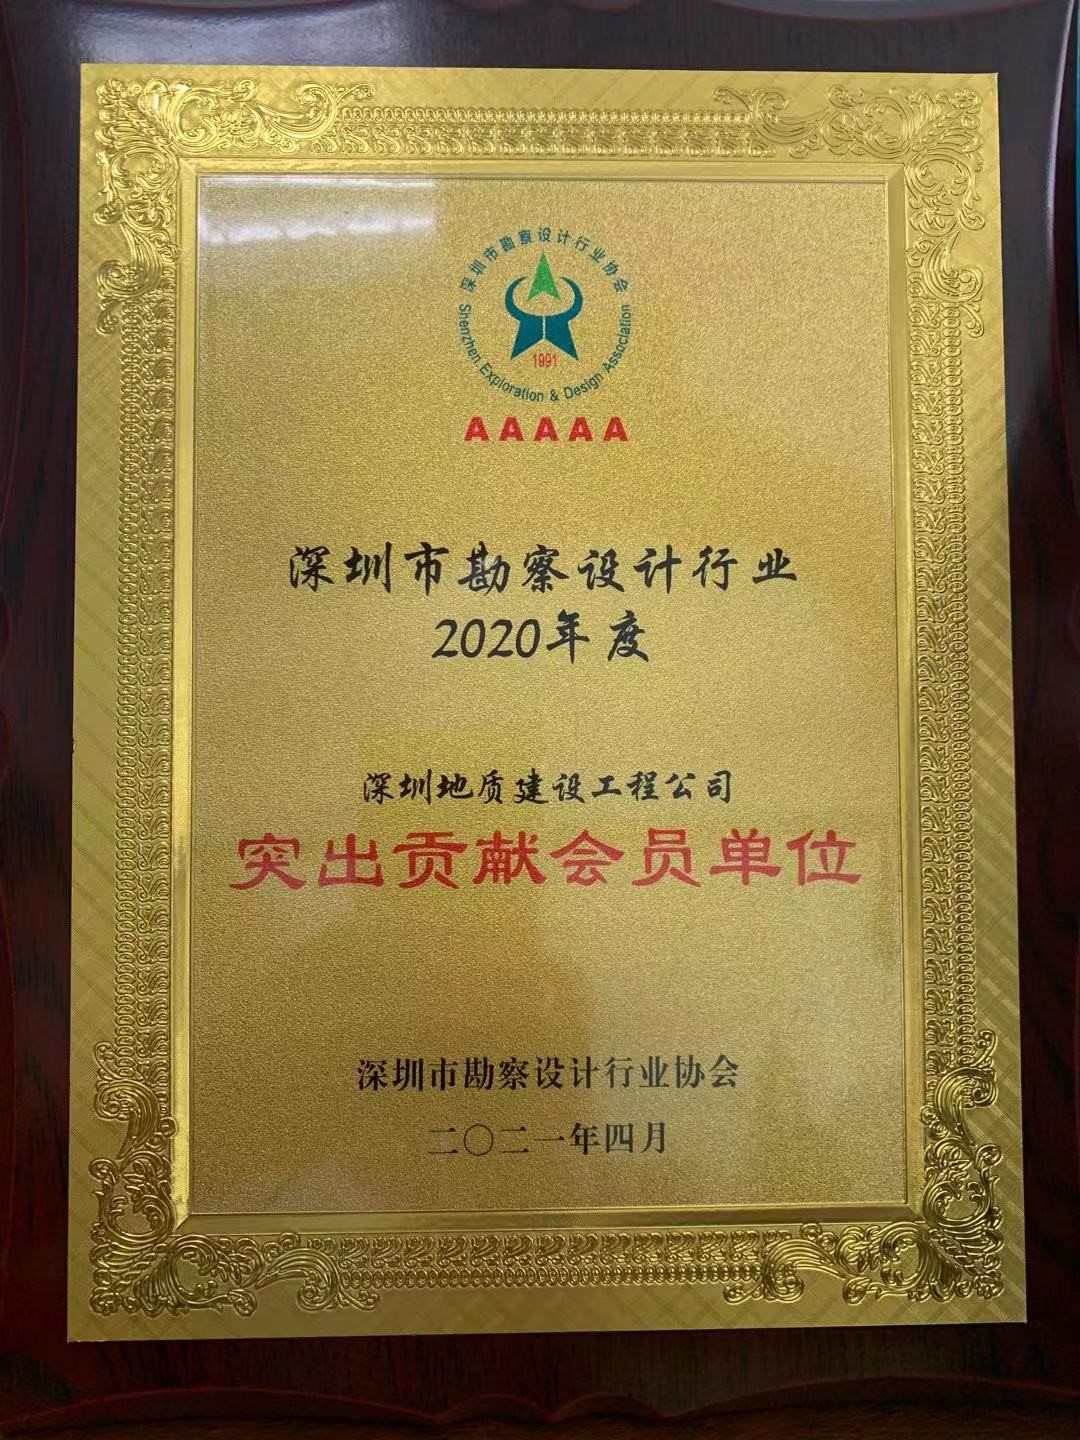 深圳市勘察设计行业协会
Shenzhen Exploration & Design Association
1991
AAAAA
深圳市勘察设计行业
2020年度
深圳地质建设工程公司
突出贡献会员单位
深圳市勘察设计行业协会
二〇二一年四月